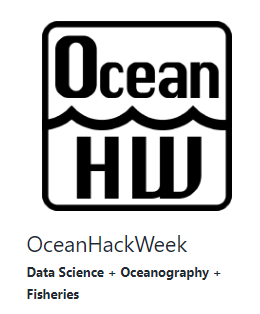 Ocean
HW
OceanHackWeek
Data Science + Oceanography +
Fisheries